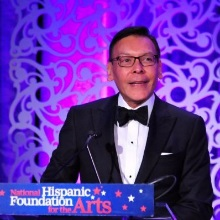 National Hispanic
Foundation
for the Arts